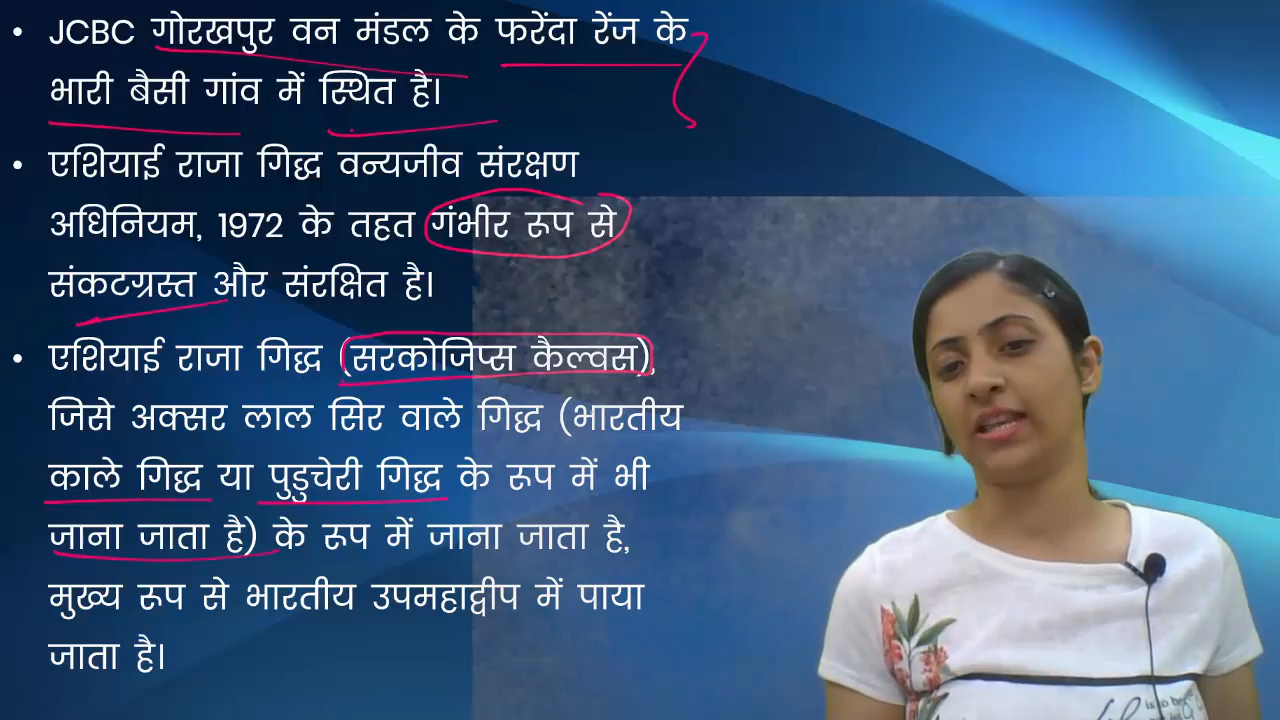 • JCBC गोरखपुर वन मंडल के फरेंदा रेंज के
भारी बैसी गांव में स्थित है।
• एशियाई राजा गिद्ध वन्यजीव संरक्षण
अधिनियम, 1972 के तहत गंभीर रूप से
संकटग्रस्त और संरक्षित है।
• एशियाई राजा गिद्ध (सरकोजिप्स कैल्वस),
जिसे अक्सर लाल सिर वाले गिद्ध (भारतीय
काले गिद्ध या पुडुचेरी गिद्ध के रूप में भी
जाना जाता है) के रूप में जाना जाता है,
मुख्य रूप से भारतीय उपमहाद्वीप में पाया
जाता है।